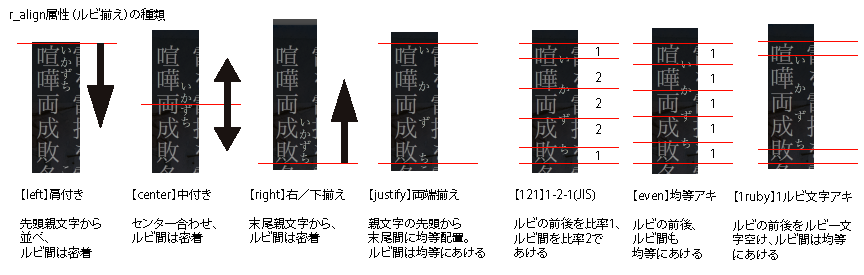 r_align属性（ルビ揃え）の種類
喧嘩両成敗
いかずち
喧嘩両成敗
いかずち
喧嘩両成敗
いかずち
喧嘩両成敗
いかずち
喧嘩両成敗
いかずち
1
2
2
2
1
喧嘩両成敗
いかずち
1
1
1
1
1
喧嘩両成敗
いかずち
【left】肩付き
先頭親文字から
並べ、
ルビ間は密着
【center】中付き
センター合わせ、
ルビ間は密着
【right】右／下揃え
末尾親文字から、
ルビ間は密着
【justify】両端揃え
親文字の先頭から
末尾間に均等配置。
ルビ間は均等にあける
【121】1-2-1(JIS)
ルビの前後を比率1、
ルビ間を比率2で
あける
【even】均等アキ
ルビの前後、
ルビ間も
均等にあける
【1ruby】1ルビ文字アキ
ルビの前後をルビ一文
字空け、ルビ間は均等
にあける